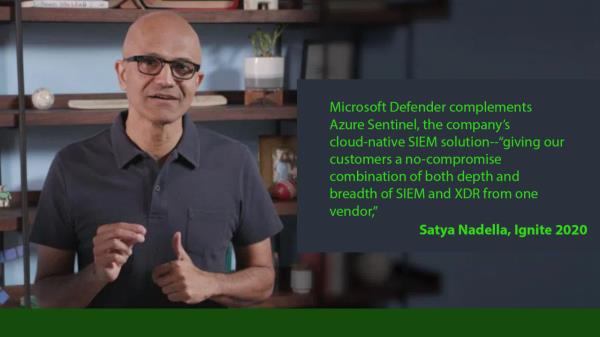 Microsoft Defender complements
Azure Sentinel, the company's
cloud-native SIEM solution--"giving our
customers a no-compromise
combination of both depth and
breadth of SIEM and XDR from one
vendor,"
Satya Nadella, Ignite 2020